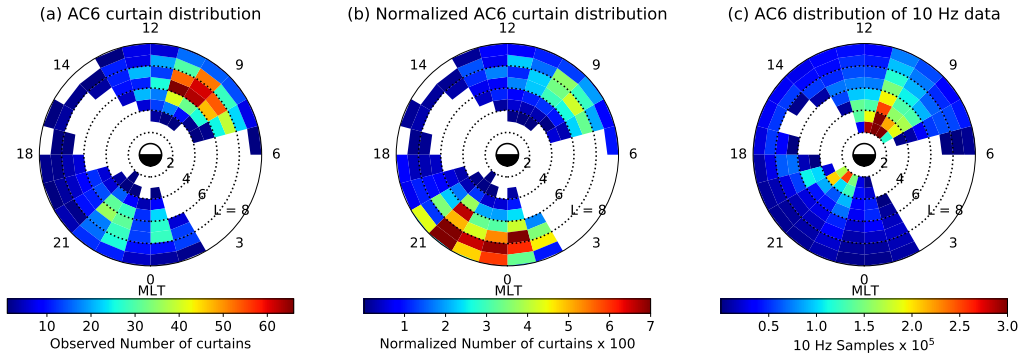 (a) AC6 curtain distribution
12
14
9
18
6
2
4
6
L = 8
21
3
0
MLT
10 20 30 40 50 60
Observed Number of curtains
(b) Normalized AC6 curtain distribution
12
14
9
18
6
2
4
6
L = 8
21
3
0
MLT
1 2 3 4 5 6 7
Normalized Number of curtains x 100
(c) AC6 distribution of 10 Hz data
12
14
9
18
6
2
4
6
L = 8
21
3
0
MLT
0.5 1.0 1.5 2.0 2.5 3.0
10 Hz Samples x 10⁵